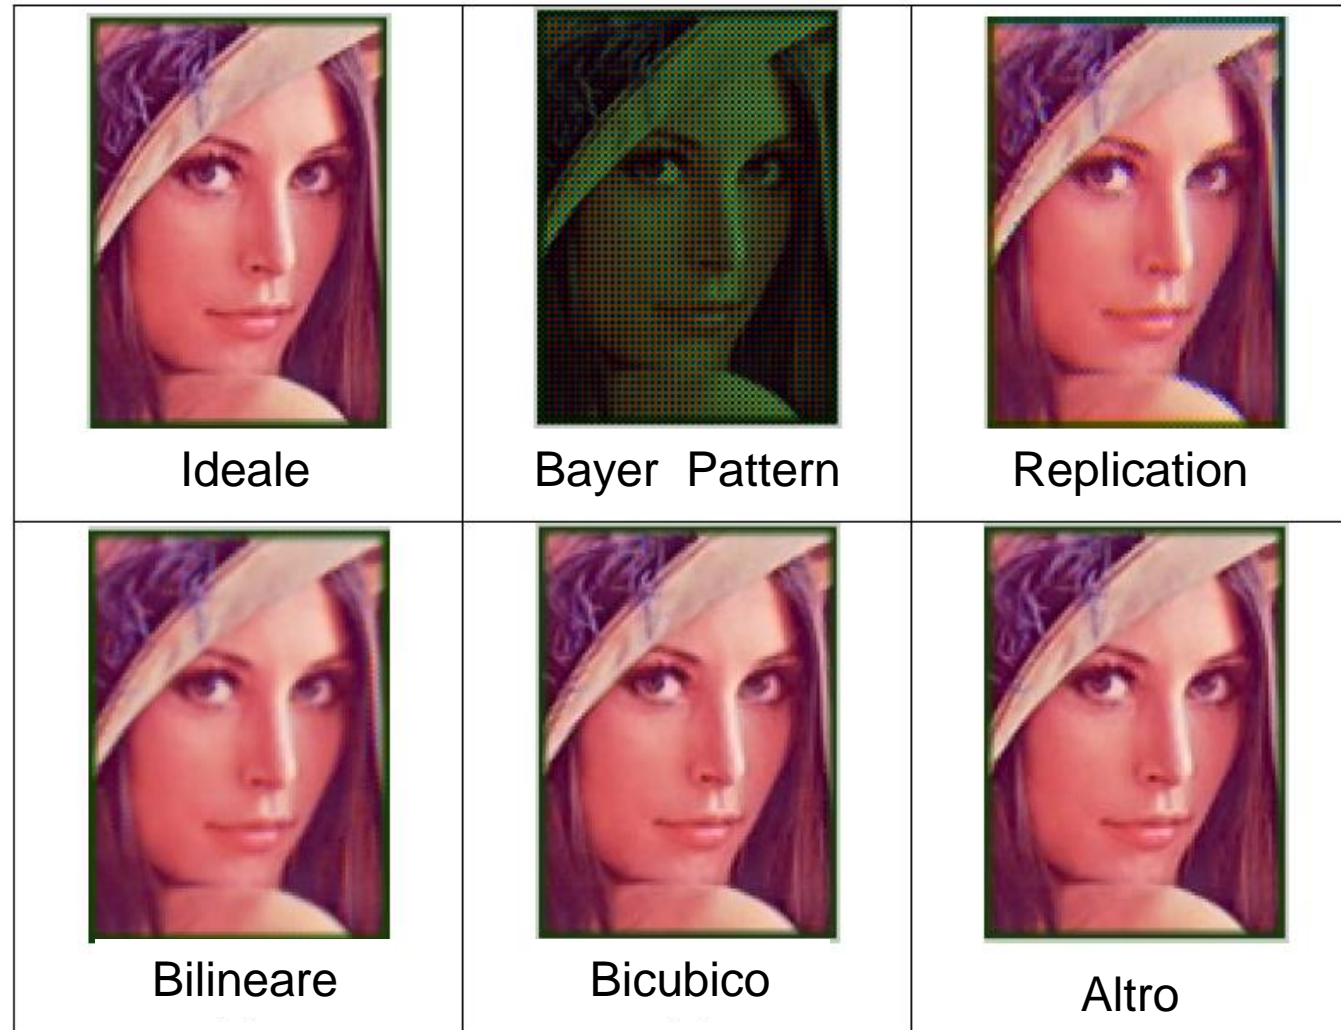 Ideale
Bayer Pattern
Replication
Bilineare
Bicubico
Altro